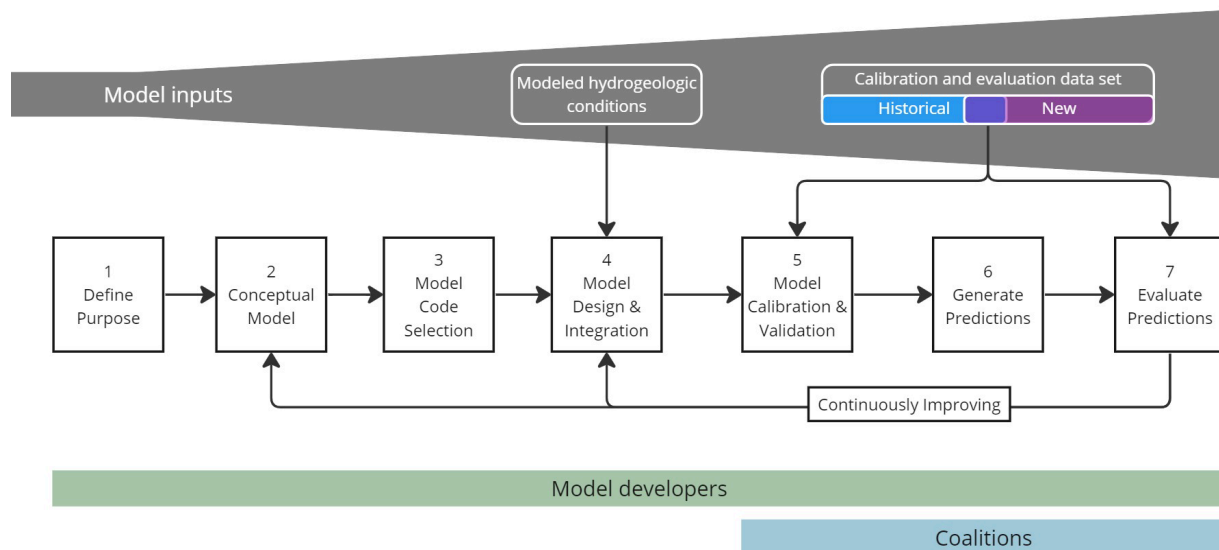 Model inputs
Modeled hydrogeologic
conditions
Calibration and evaluation data set
Historical
New
1
Define
Purpose
2
Conceptual
Model
3
Model
Code
Selection
4
Model
Design &
Integration
5
Model
Calibration &
Validation
6
Generate
Predictions
7
Evaluate
Predictions
Continuously Improving
Model developers
Coalitions